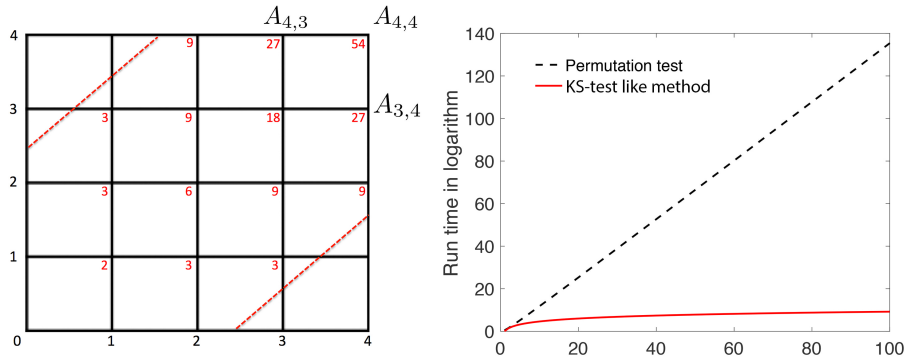 A4,3 A4,4
4 9 27 54
3 3 9 18 27 A3,4
2 3 6 9 9
1 2 3 3
0 1 2 3 4
140
120
100
80
60
40
20
0
Run time in logarithm
Permutation test
KS-test like method
0 20 40 60 80 100